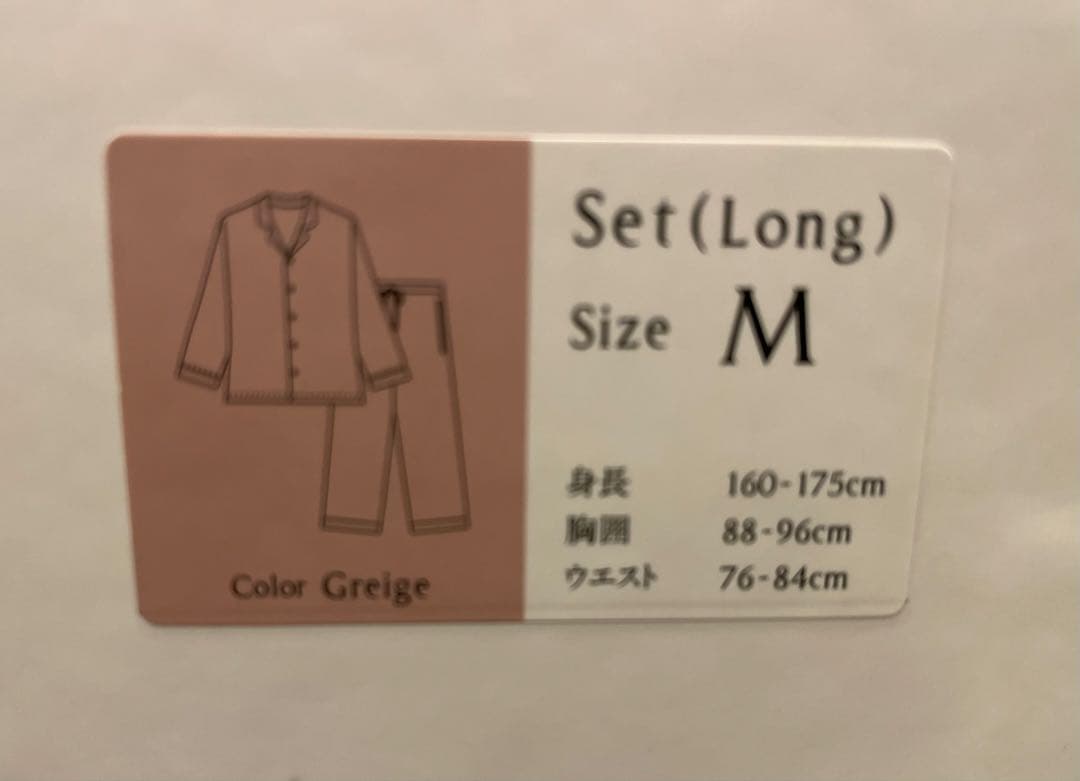 Set(Long)
Size M
身長 160-175cm
胸囲 88-96cm
ウエスト 76-84cm
Color Greige